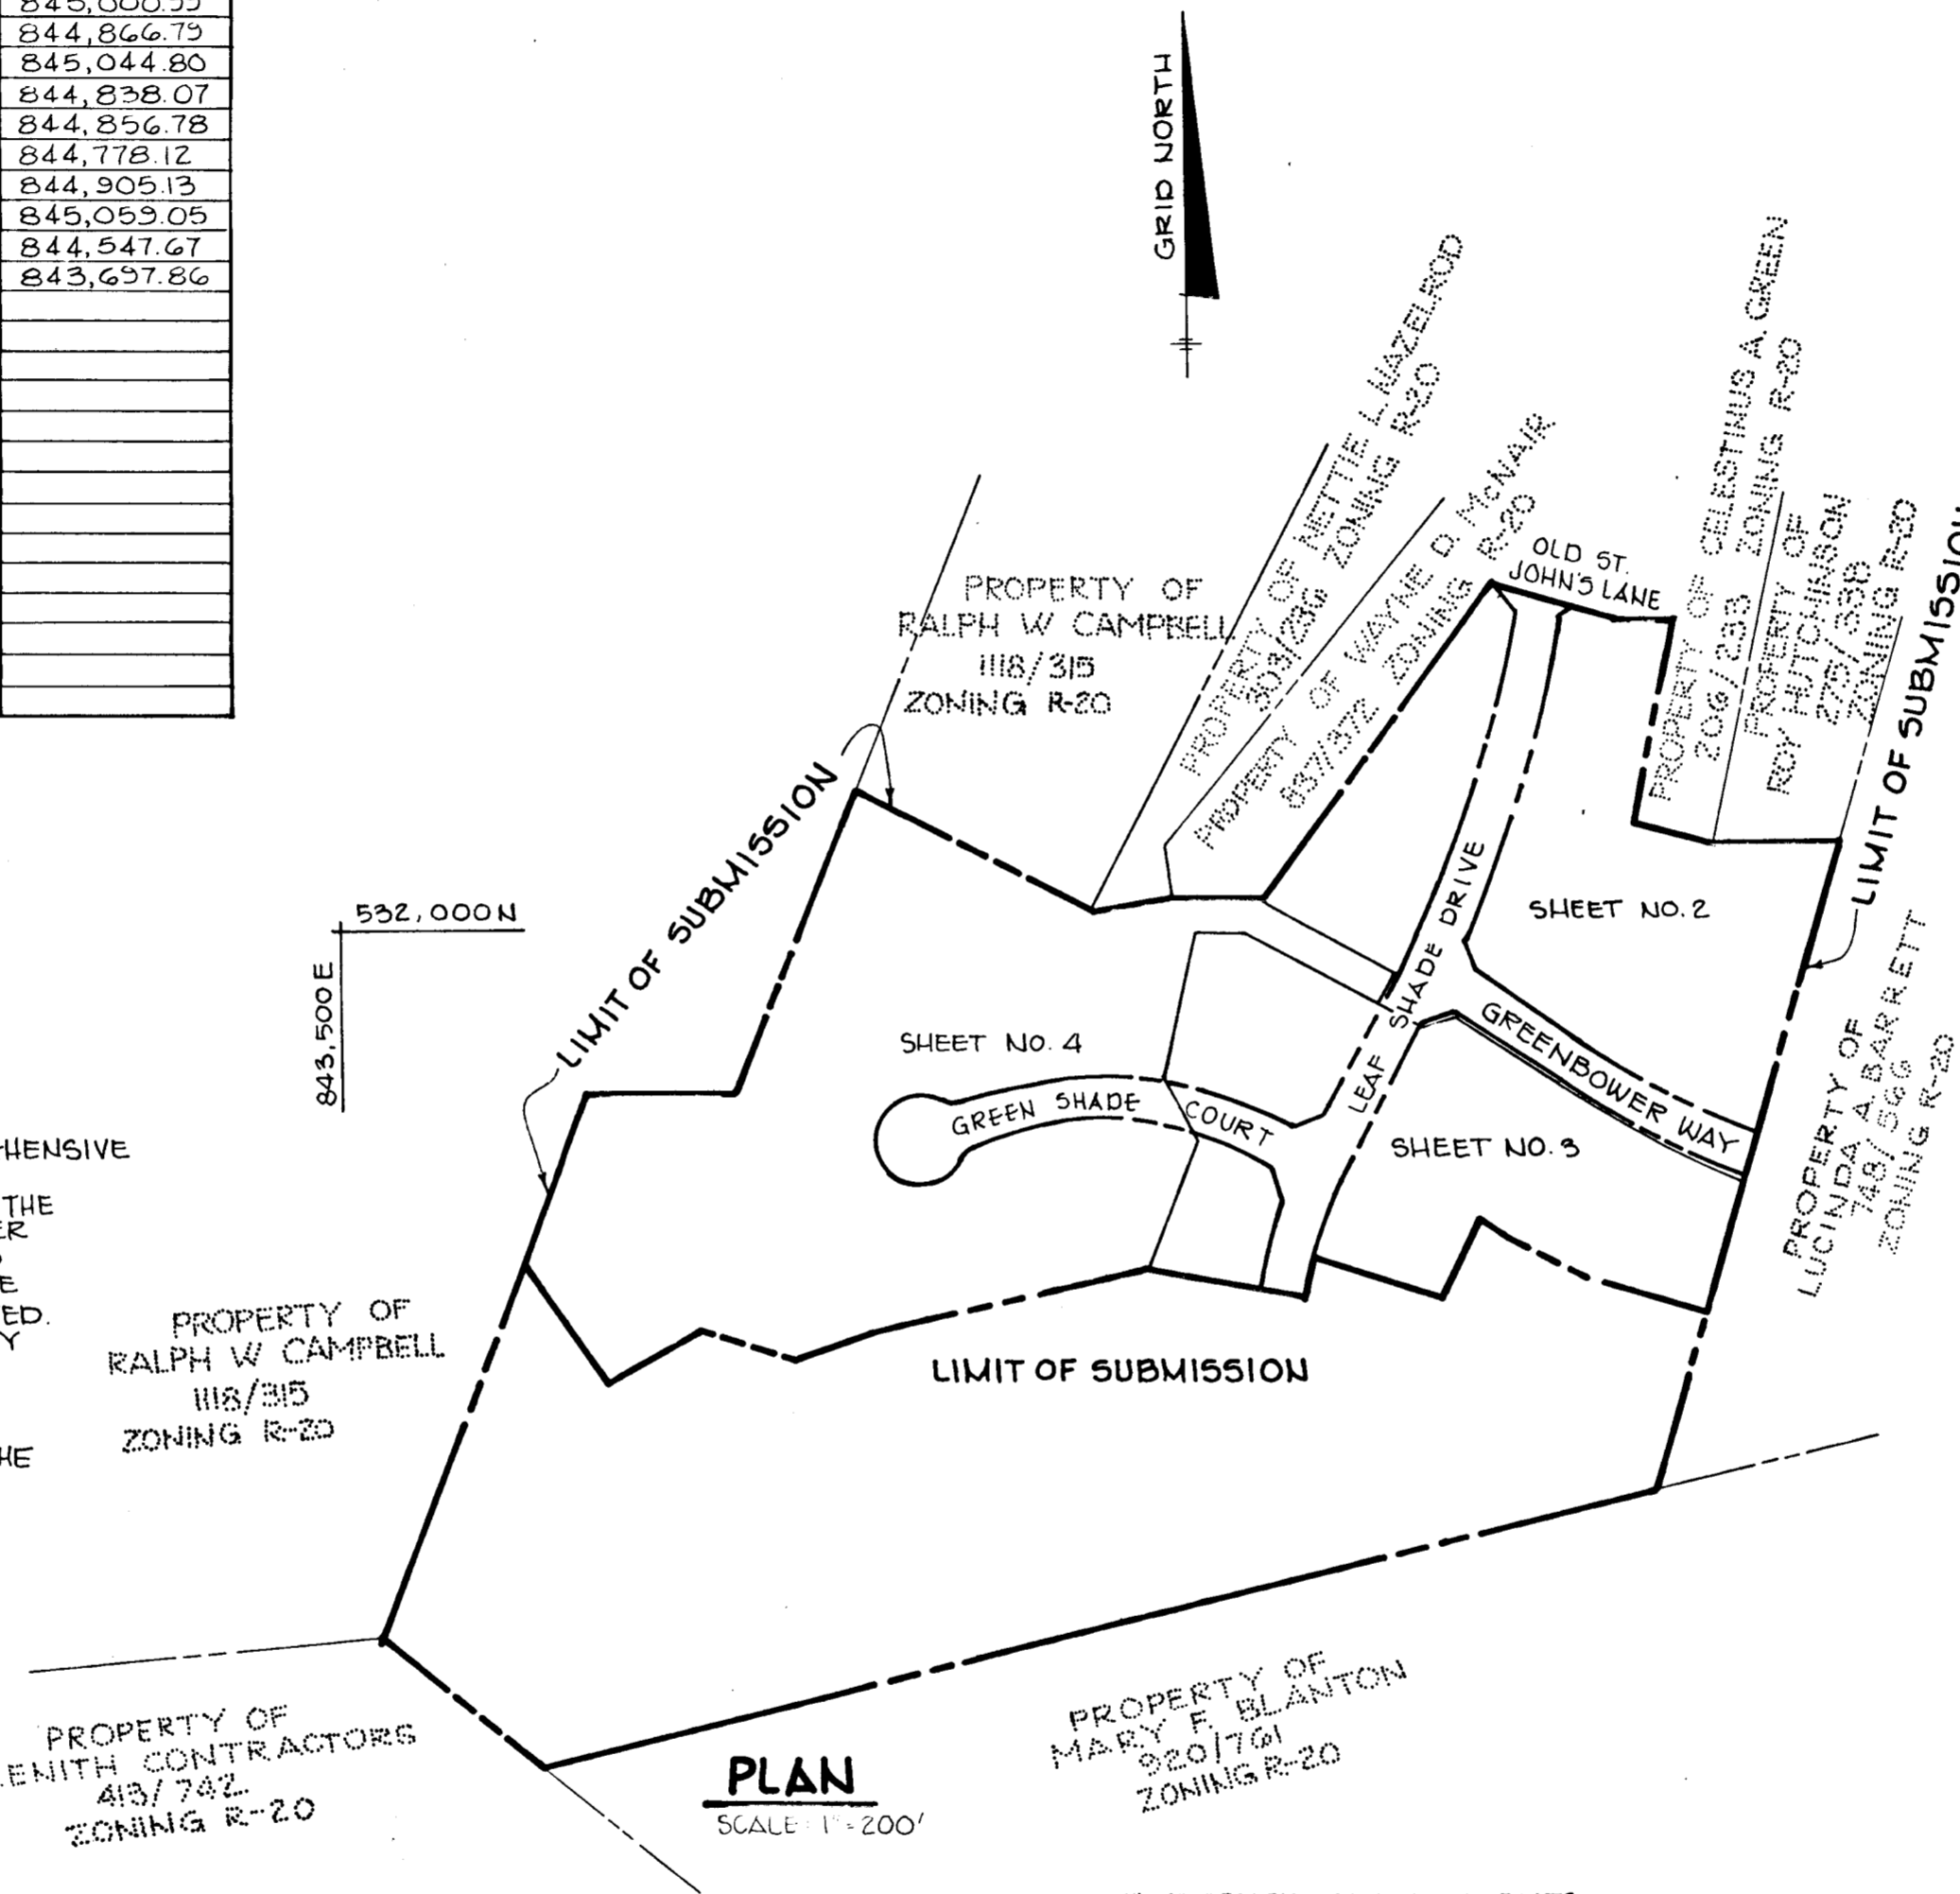 844,866.79
845,044.80
844,838.07
844,856.78
844,778.12
844,905.13
845,059.05
844,547.67
843,697.86
GRID NORTH
PROPERTY OF
RALPH W CAMPBELL
1118/315
ZONING R-20
PROPERTY OF NETTIE L. HAZELROD
303/236 ZONING R-20
PROPERTY OF WAYNE D. McNAIR
857/372 ZONING R-20
OLD ST.
JOHN'S LANE
PROPERTY OF CELESTINUS A. GREEN
206/233 ZONING R-20
PROPERTY OF
ROY HUTCHINSON
ZONING R-20
LIMIT OF SUBMISSION
LIMIT OF SUBMISSION
532,000N
843,500E
SHEET NO. 2
LEAF SHADE DRIVE
GREENBOWER WAY
SHEET NO. 4
GREEN SHADE COURT
SHEET NO. 3
PROPERTY OF
LUCINDA A. BARRETT
749/566
ZONING R-20
HENSIVE
THE
ER
E
ED.
Y
HE
PROPERTY OF
RALPH W CAMPBELL
1118/315
ZONING R-20
LIMIT OF SUBMISSION
PROPERTY OF
ENITH CONTRACTORS
413/742
ZONING R-20
PLAN
SCALE: 1"=200'
PROPERTY OF
MARY F. BLANTON
920/761
ZONING R-20